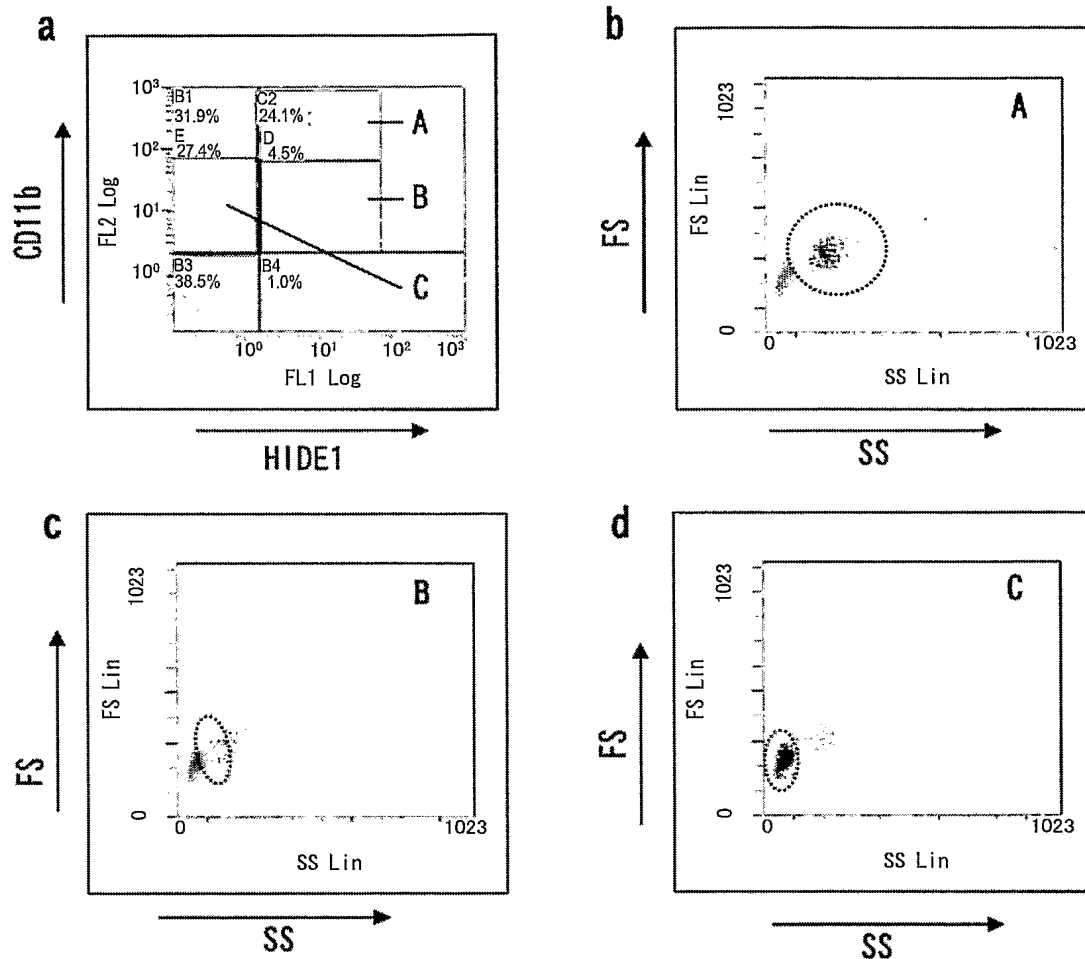 a
10³
10²
10¹
10⁰
B1
31.9%
C2
24.1%
E
27.4%
D
4.5%
B3
38.5%
B4
1.0%
A
B
C
CD11b
FL2 Log
10⁰ 10¹ 10² 10³
FL1 Log
HIDE1
b
A
FS
FS Lin
1023
0
0 1023
SS Lin
SS
c
B
FS
FS Lin
1023
0
0 1023
SS Lin
SS
d
C
FS
FS Lin
1023
0
0 1023
SS Lin
SS